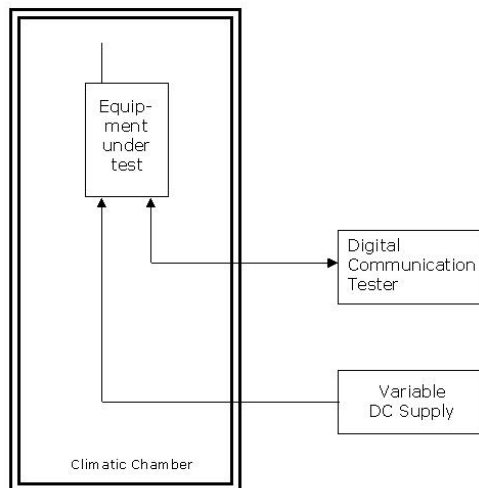 Equip-
ment
under
test
Digital
Communication
Tester
Variable
DC Supply
Climatic Chamber